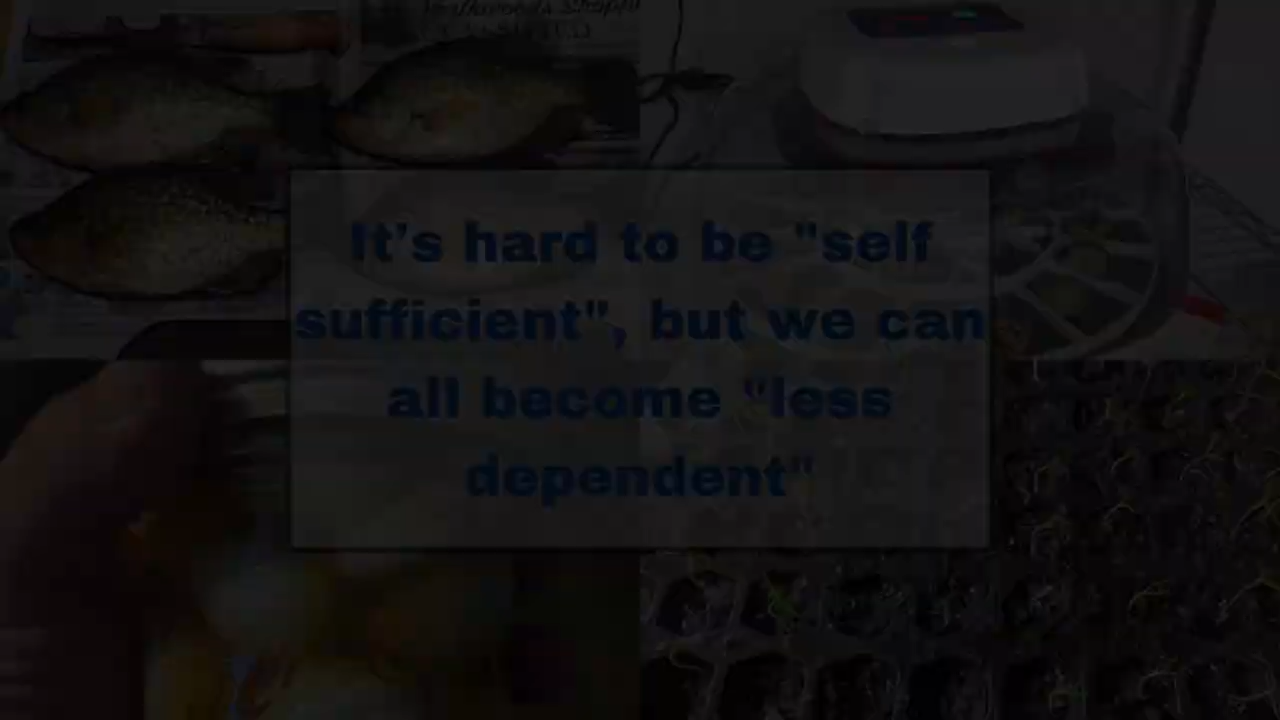 It's hard to be "self
sufficient", but we can
all become "less
dependent"